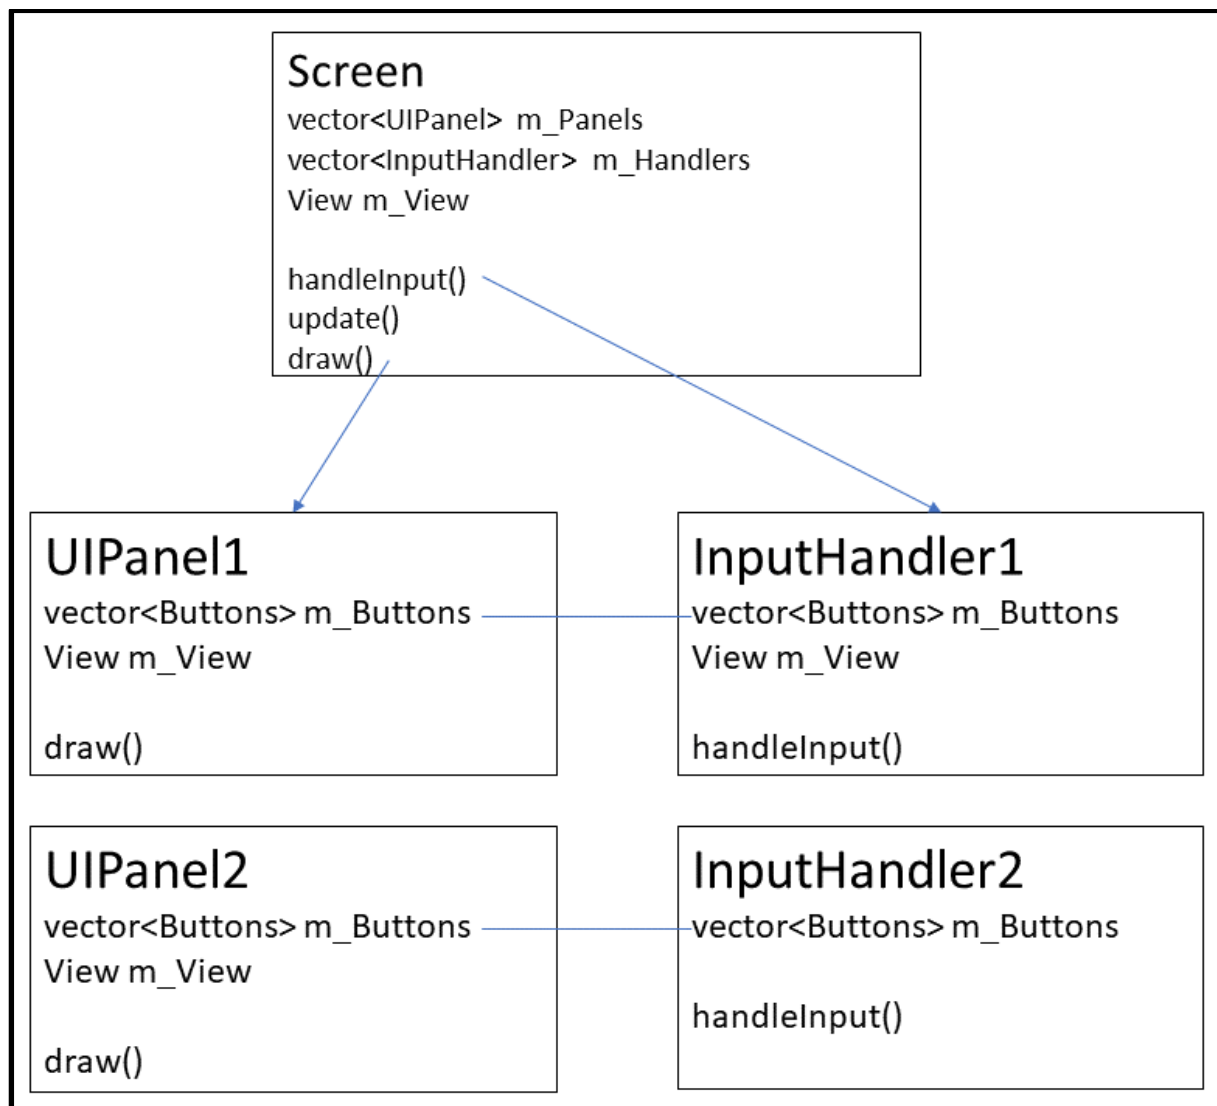 Screen
vector<UIPanel> m_Panels
vector<InputHandler> m_Handlers
View m_View
handleInput()
update()
draw()
UIPanel1
vector<Buttons> m_Buttons
View m_View
draw()
InputHandler1
vector<Buttons> m_Buttons
View m_View
handleInput()
UIPanel2
vector<Buttons> m_Buttons
View m_View
draw()
InputHandler2
vector<Buttons> m_Buttons
handleInput()